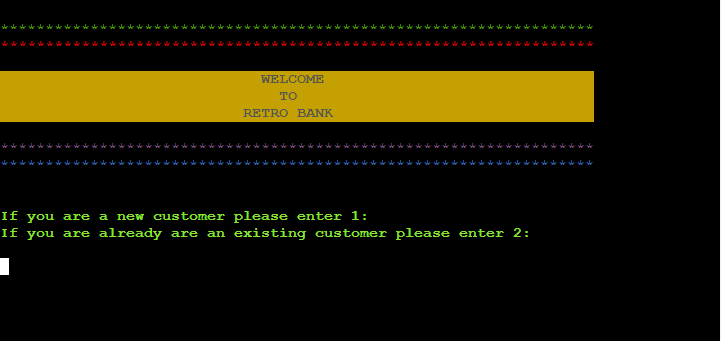 ******************************************************************
******************************************************************
WELCOME
TO
RETRO BANK
******************************************************************
******************************************************************
If you are a new customer please enter 1:
If you are already are an existing customer please enter 2: